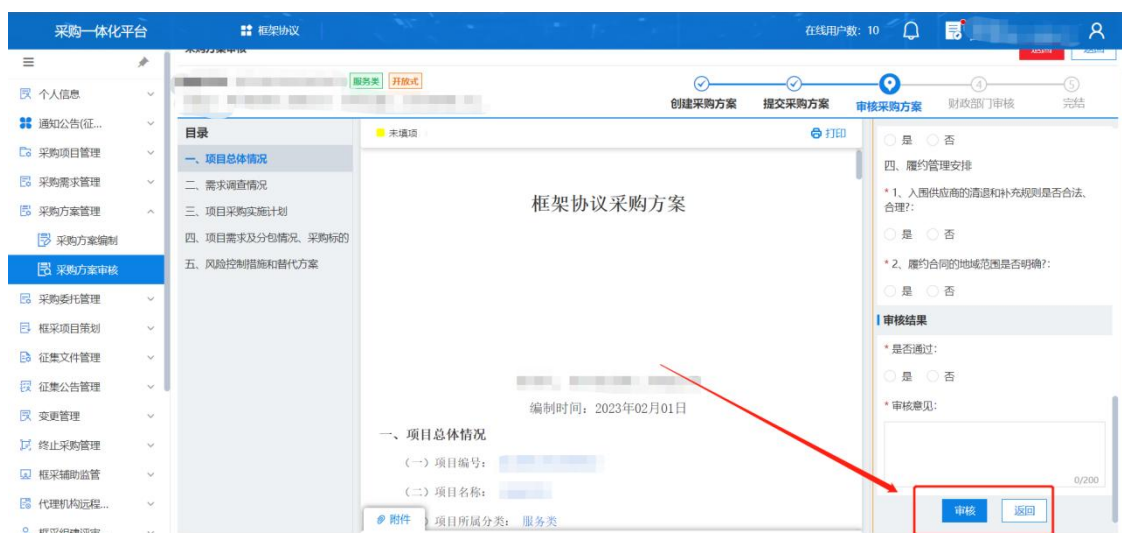 采购一体化平台
框架协议
在线用户数：10
个人信息
通知公告(征...
采购项目管理
采购需求管理
采购方案管理
采购方案编制
采购方案审核
采购委托管理
框采项目策划
征集文件管理
征集公告管理
变更管理
终止采购管理
框采辅助监管
代理机构远程...
采购方案审核
退回
返回
服务类
开放式
创建采购方案
提交采购方案
审核采购方案
4
财政部门审核
5
完结
目录
一、项目总体情况
二、需求调查情况
三、项目采购实施计划
四、项目需求及分包情况、采购标的
五、风险控制措施和替代方案
未填项
打印
框架协议采购方案
编制时间：2023年02月01日
一、项目总体情况
（一）项目编号：
（二）项目名称：
附件
）项目所属分类：服务类
是 否
四、履约管理安排
* 1、入围供应商的清退和补充规则是否合法、
合理?：
是 否
* 2、履约合同的地域范围是否明确?：
是 否
审核结果
* 是否通过：
是 否
* 审核意见：
0/200
审核
返回